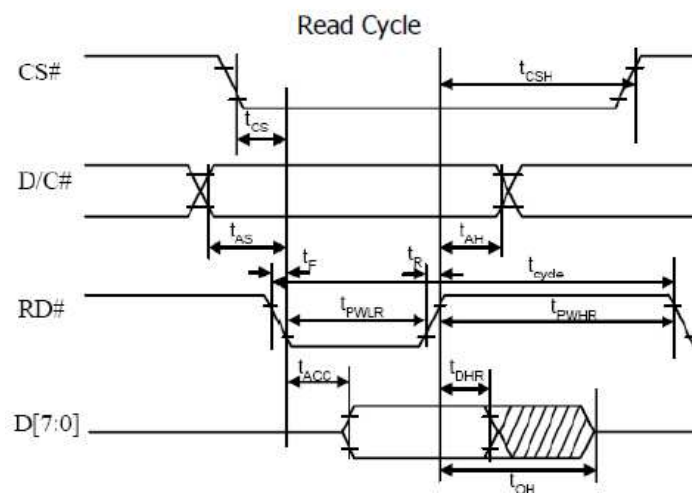 Read Cycle
CS#
tCSH
tCS
D/C#
tAS
tAH
tF
tR
tcycle
RD#
tPWLR
tPWHR
tACC
tDHR
D[7:0]
tOH